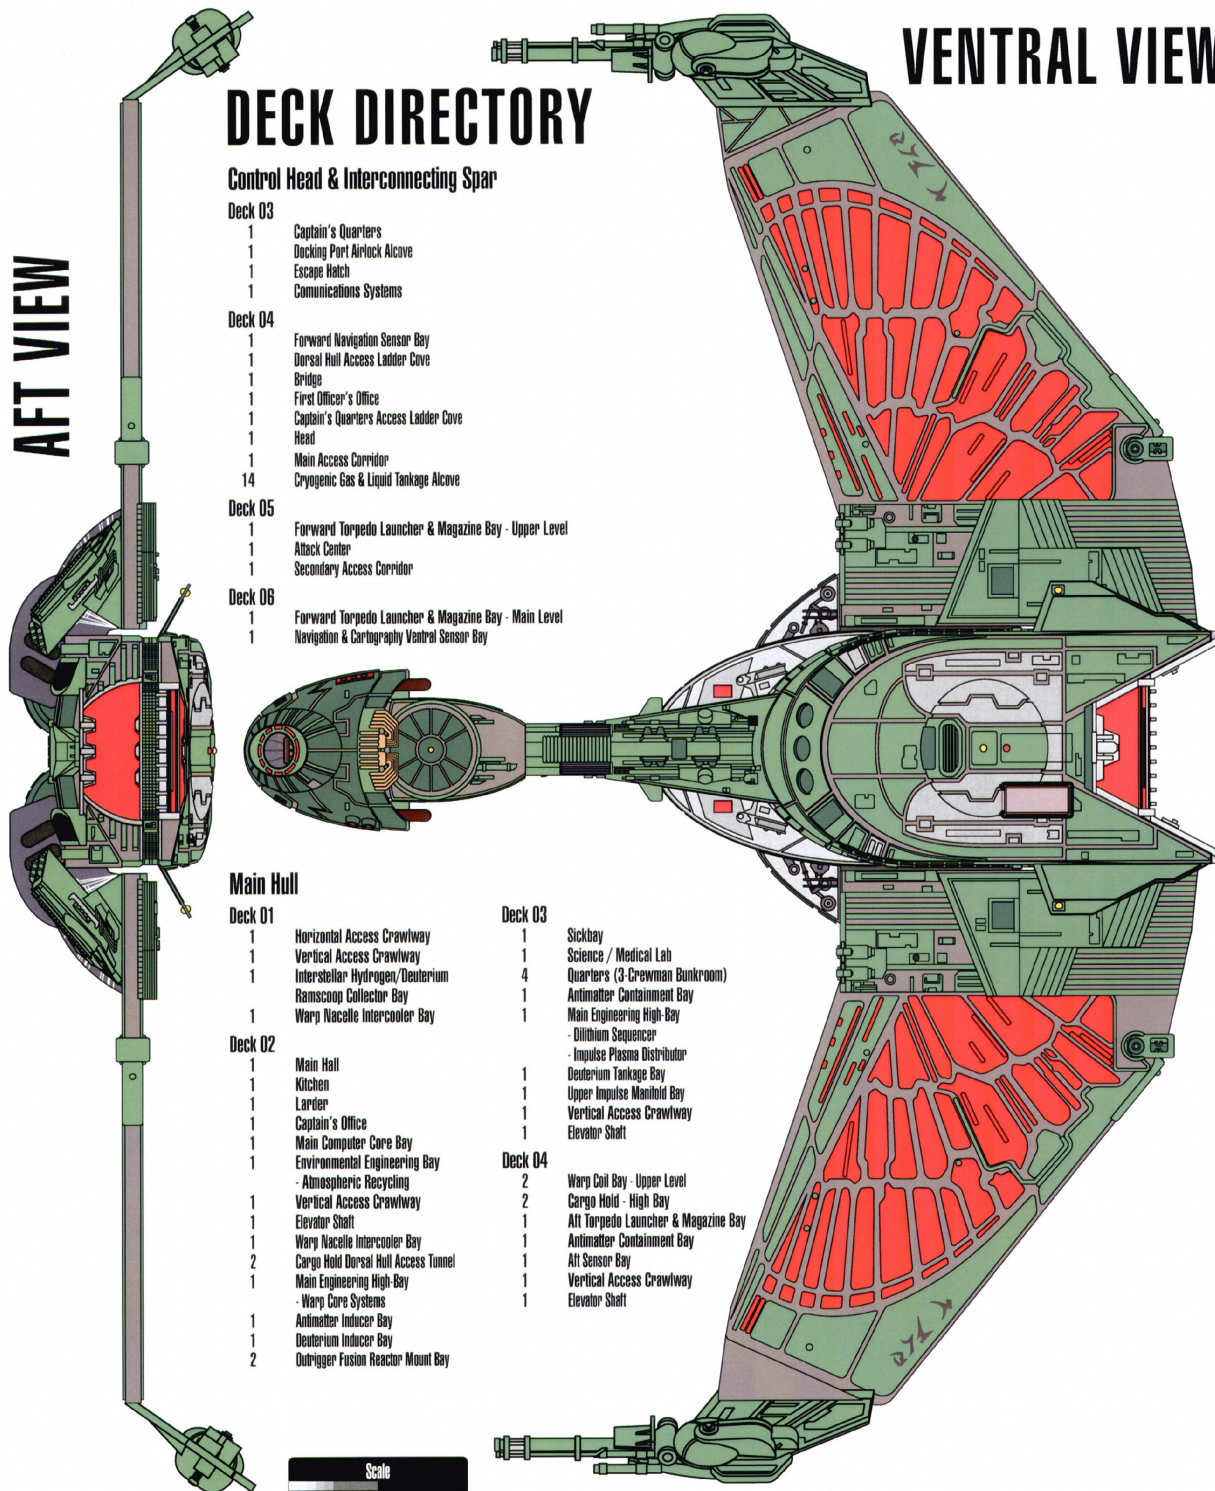 VENTRAL VIEW
AFT VIEW
DECK DIRECTORY
Control Head & Interconnecting Spar
Deck 03
1 Captain's Quarters
1 Docking Port Airlock Alcove
1 Escape Hatch
1 Comunications Systems
Deck 04
1 Forward Navigation Sensor Bay
1 Dorsal Hull Access Ladder Cove
1 Bridge
1 First Officer's Office
1 Captain's Quarters Access Ladder Cove
1 Head
1 Main Access Corridor
14 Cryogenic Gas & Liquid Tankage Alcove
Deck 05
1 Forward Torpedo Launcher & Magazine Bay - Upper Level
1 Attack Center
1 Secondary Access Corridor
Deck 06
1 Forward Torpedo Launcher & Magazine Bay - Main Level
1 Navigation & Cartography Ventral Sensor Bay
Main Hull
Deck 01
1 Horizontal Access Crawlway
1 Vertical Access Crawlway
1 Interstellar Hydrogen/Deuterium
Ramscoop Collector Bay
1 Warp Nacelle Intercooler Bay
Deck 02
1 Main Hall
1 Kitchen
1 Larder
1 Captain's Office
1 Main Computer Core Bay
1 Environmental Engineering Bay
- Atmospheric Recycling
1 Vertical Access Crawlway
1 Elevator Shaft
1 Warp Nacelle Intercooler Bay
2 Cargo Hold Dorsal Hull Access Tunnel
1 Main Engineering High-Bay
- Warp Core Systems
1 Antimatter Inducer Bay
1 Deuterium Inducer Bay
2 Outrigger Fusion Reactor Mount Bay
Deck 03
1 Sickbay
1 Science / Medical Lab
4 Quarters (3-Crewman Bunkroom)
1 Antimatter Containment Bay
1 Main Engineering High-Bay
- Dilithium Sequencer
- Impulse Plasma Distributor
1 Deuterium Tankage Bay
1 Upper Impulse Manifold Bay
1 Vertical Access Crawlway
1 Elevator Shaft
Deck 04
2 Warp Coil Bay - Upper Level
2 Cargo Hold - High Bay
1 Aft Torpedo Launcher & Magazine Bay
1 Antimatter Containment Bay
1 Aft Sensor Bay
1 Vertical Access Crawlway
1 Elevator Shaft
Scale